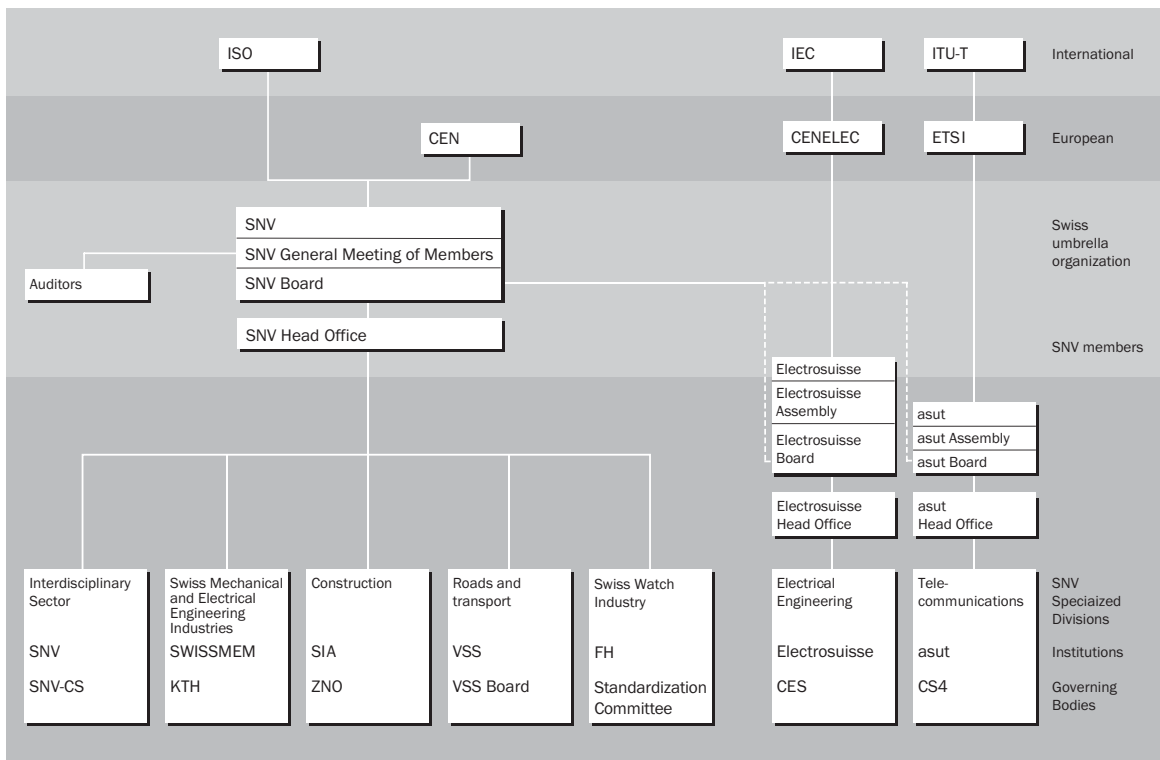 ISO
IEC
ITU-T
International
CEN
CENELEC
ETSI
European
SNV
SNV General Meeting of Members
SNV Board
Auditors
SNV Head Office
Swiss
umbrella
organization
SNV members
Electrosuisse
Electrosuisse
Assembly
Electrosuisse
Board
asut
asut Assembly
asut Board
Electrosuisse
Head Office
asut
Head Office
Interdisciplinary
Sector
SNV
SNV-CS
Swiss Mechanical
and Electrical
Engineering
Industries
SWISSMEM
KTH
Construction
SIA
ZNO
Roads and
transport
VSS
VSS Board
Swiss Watch
Industry
FH
Standardization
Committee
Electrical
Engineering
Electrosuisse
CES
Tele-
communications
asut
CS4
SNV
Speciaized
Divisions
Institutions
Governing
Bodies